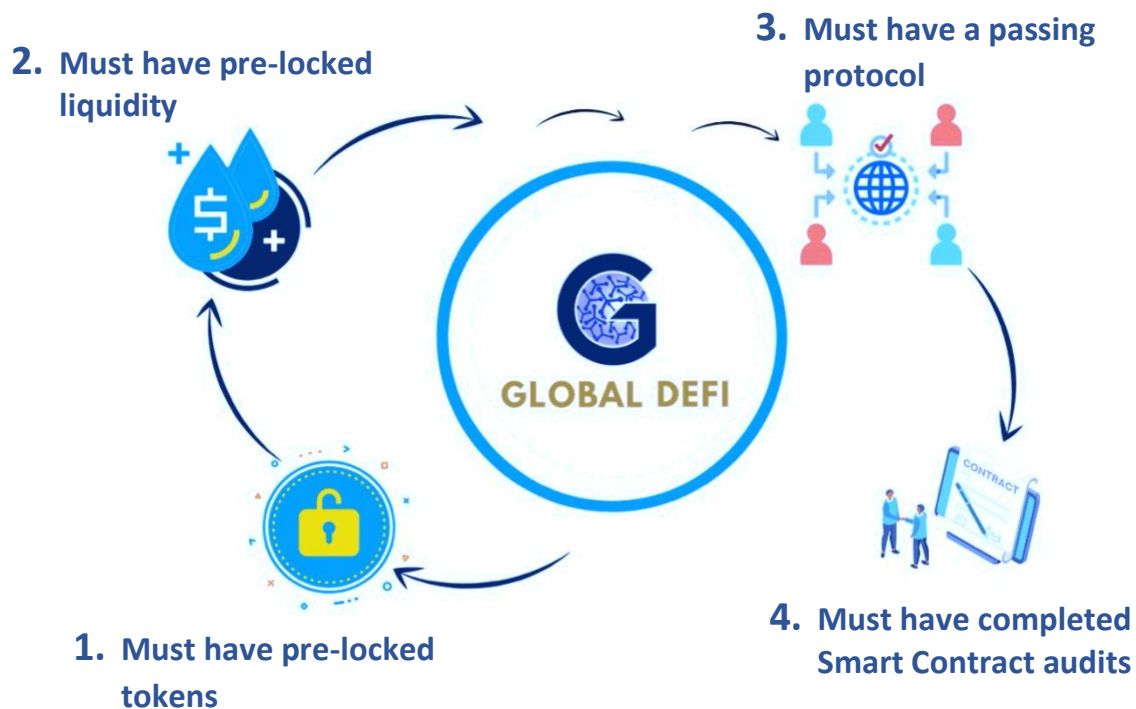 3. Must have a passing
protocol
2. Must have pre-locked
liquidity
$
G
GLOBAL DEFI
CONTRACT
1. Must have pre-locked
tokens
4. Must have completed
Smart Contract audits